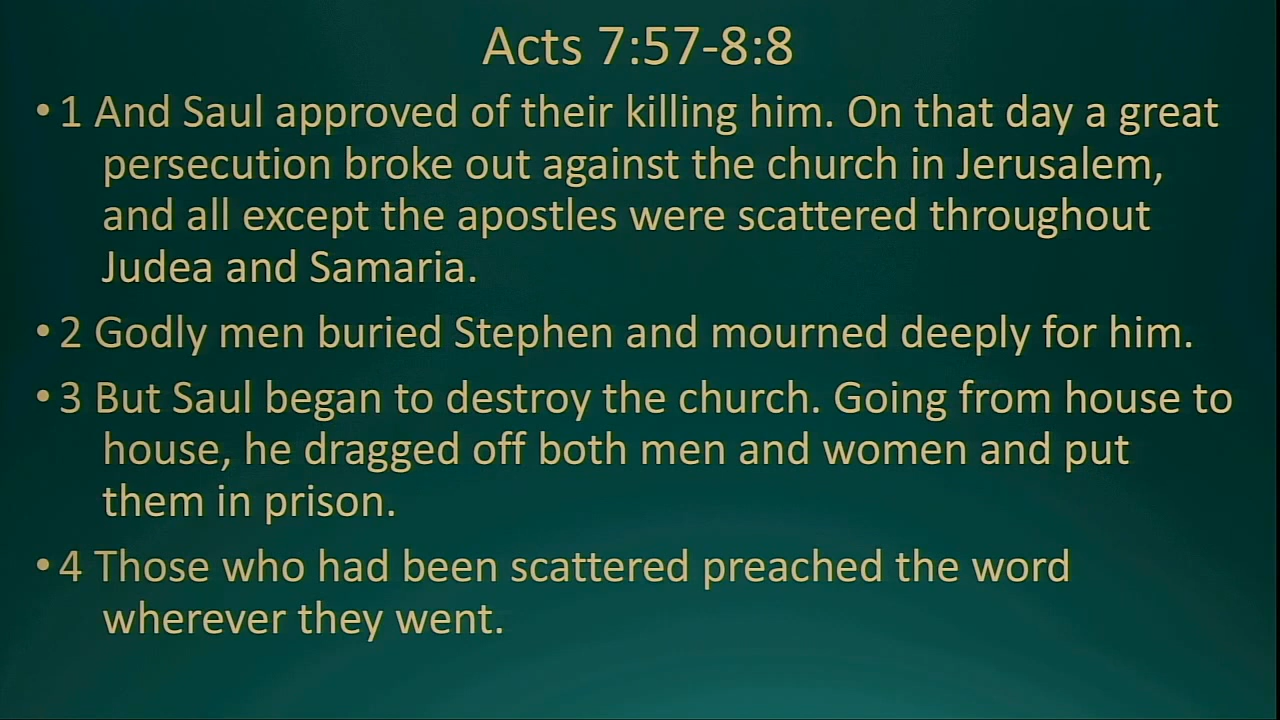 Acts 7:57-8:8
• 1 And Saul approved of their killing him. On that day a great
persecution broke out against the church in Jerusalem,
and all except the apostles were scattered throughout
Judea and Samaria.
• 2 Godly men buried Stephen and mourned deeply for him.
• 3 But Saul began to destroy the church. Going from house to
house, he dragged off both men and women and put
them in prison.
• 4 Those who had been scattered preached the word
wherever they went.